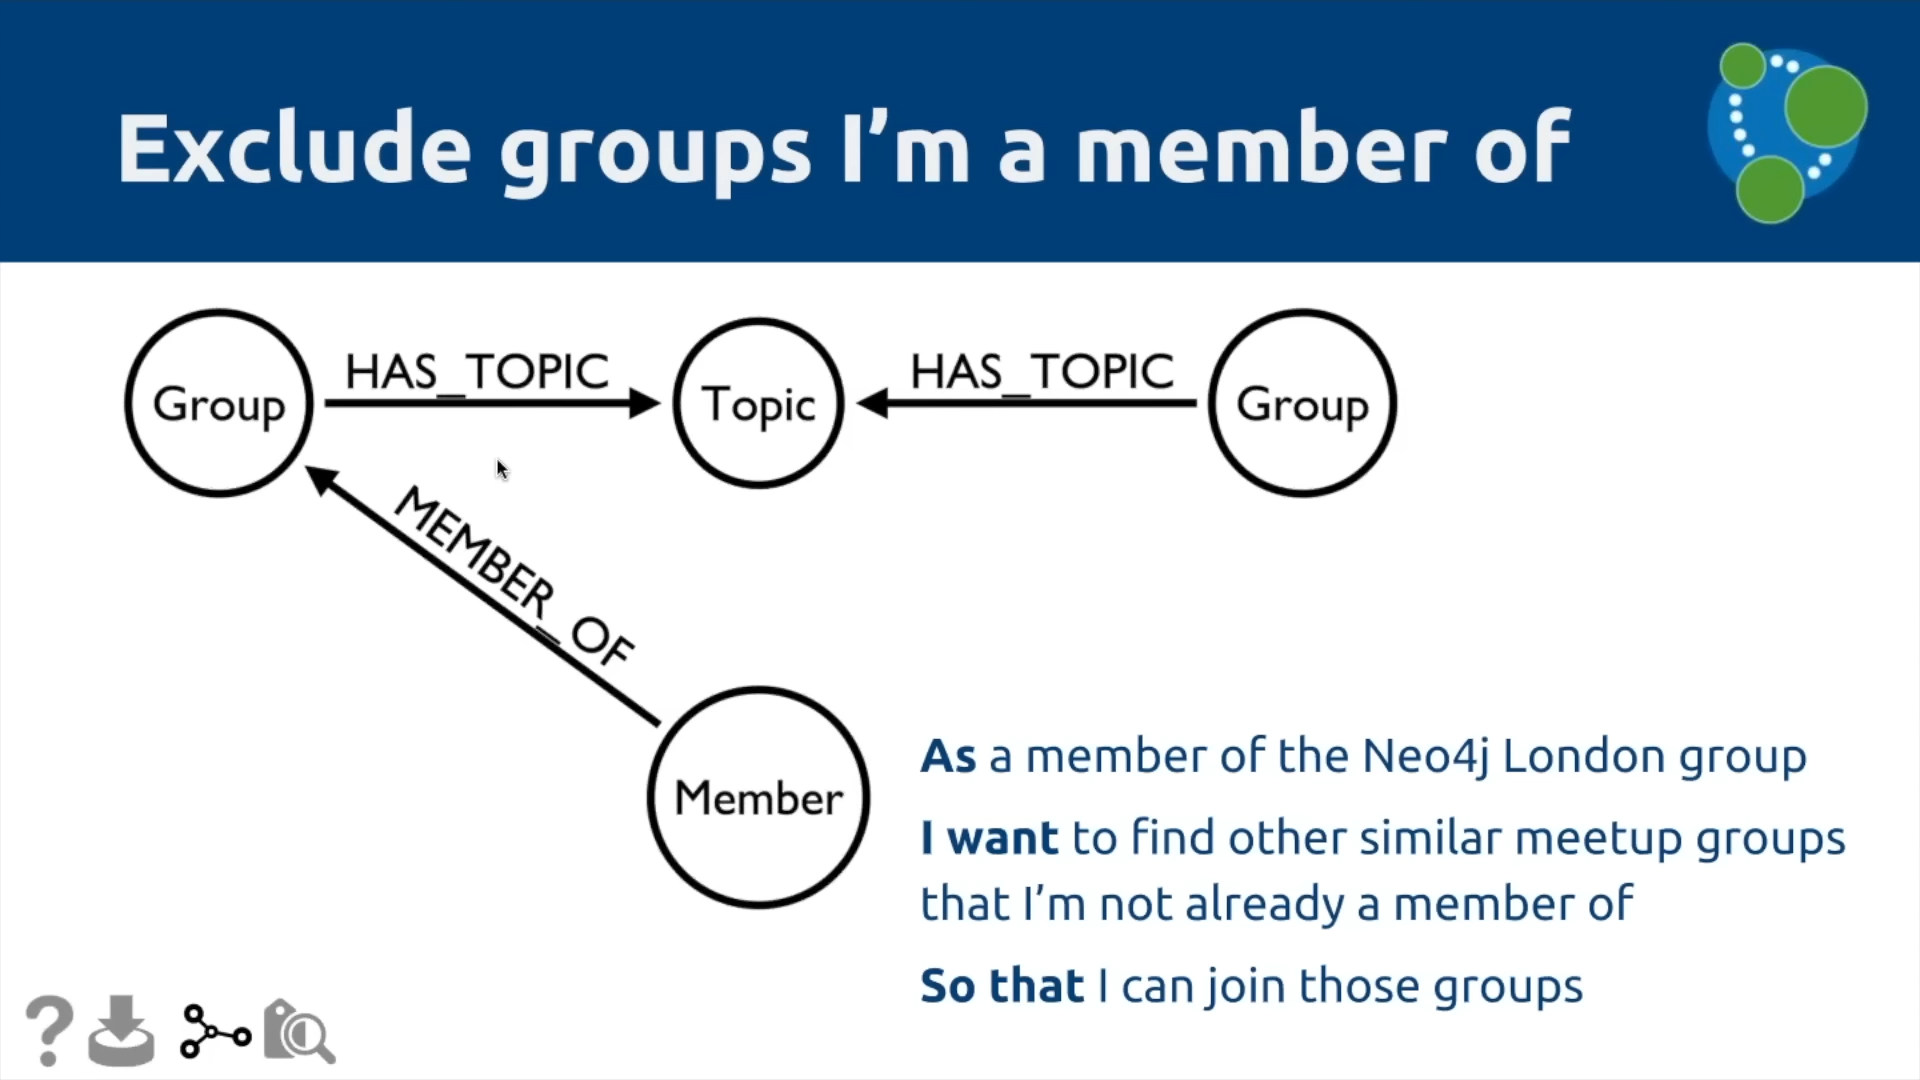 Exclude groups I’m a member of
HAS_TOPIC
HAS_TOPIC
Group
Topic
Group
MEMBER_OF
Member
As a member of the Neo4j London group
I want to find other similar meetup groups
that I’m not already a member of
So that I can join those groups
?